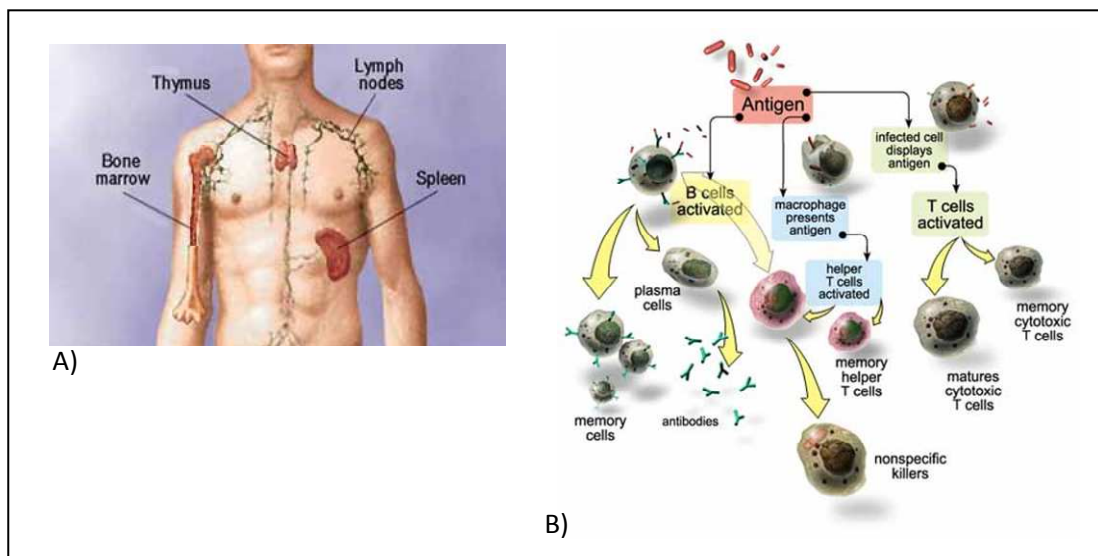 Thymus
Lymph
nodes
Bone
marrow
Spleen
A)
Antigen
infected cell
displays
antigen
B cells
activated
macrophage
presents
antigen
T cells
activated
helper
T cells
activated
plasma
cells
memory
cytotoxic
T cells
memory
helper
T cells
matures
cytotoxic
T cells
memory
cells
antibodies
nonspecific
killers
B)